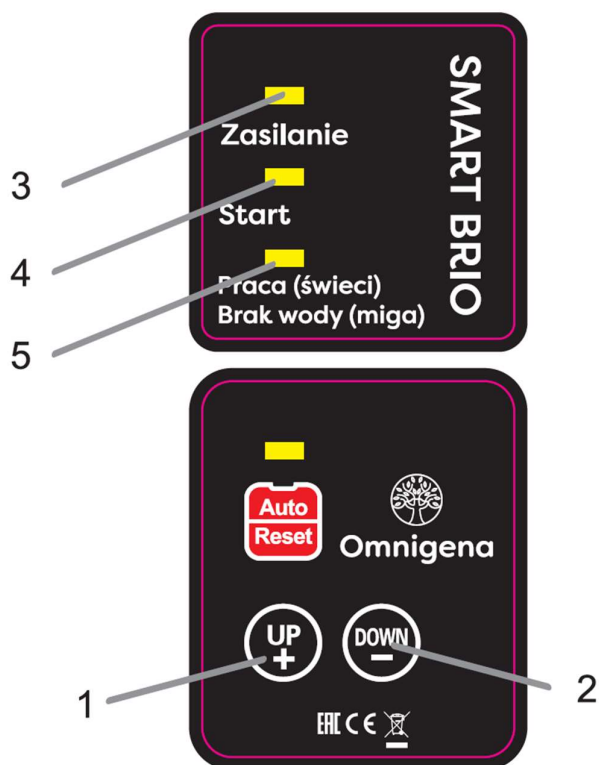 3
Zasilanie
4
Start
5
Praca (świeci)
Brak wody (miga)
SMART BRIO
Auto
Reset
Omnigena
UP
+
DOWN
-
1
2
EAC CE